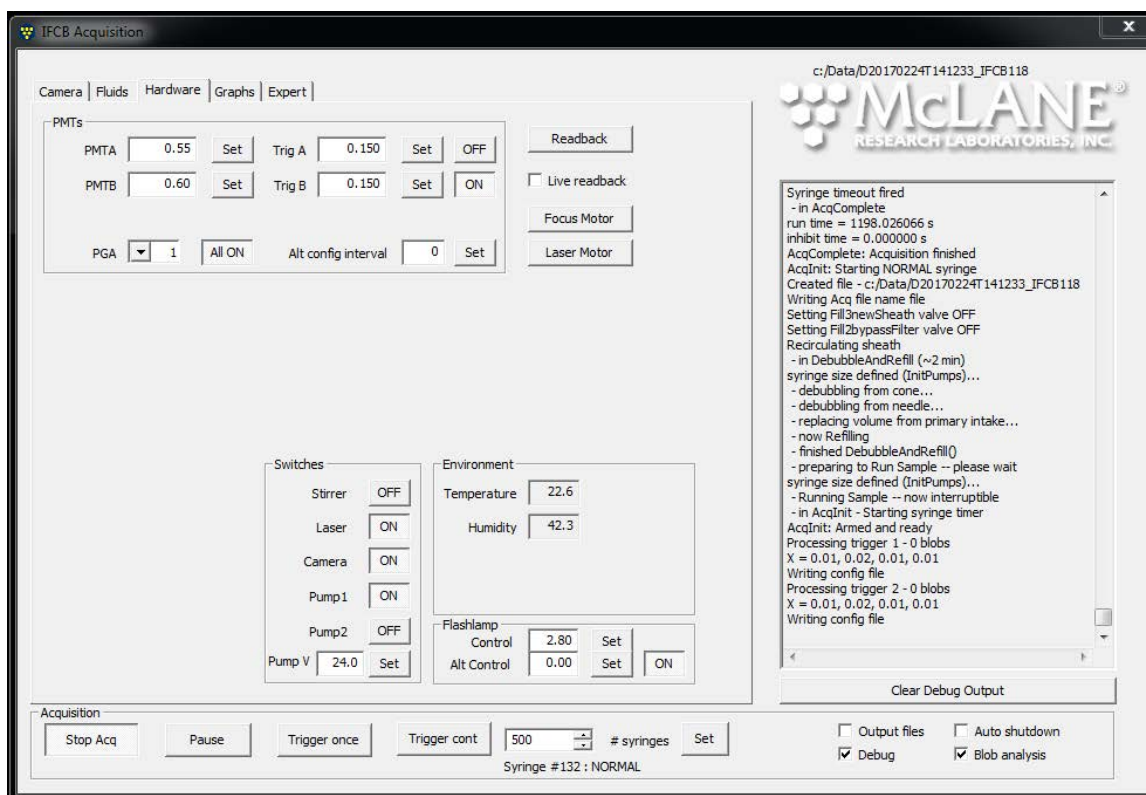 IFCB Acquisition
X
c:/Data/D20170224T141233_IFCB118
McLANE®
RESEARCH LABORATORIES, INC.
Camera Fluids Hardware Graphs Expert
PMTs
PMTA 0.55 Set Trig A 0.150 Set OFF
PMTB 0.60 Set Trig B 0.150 Set ON
PGA 1 All ON Alt config interval 0 Set
Readback
Live readback
Focus Motor
Laser Motor
Switches
Stirrer OFF
Laser ON
Camera ON
Pump1 ON
Pump2 OFF
Pump V 24.0 Set
Environment
Temperature 22.6
Humidity 42.3
Flashlamp
Control 2.80 Set
Alt Control 0.00 Set ON
Syringe timeout fired
- in AcqComplete
run time = 1198.026066 s
inhibit time = 0.000000 s
AcqComplete: Acquisition finished
AcqInit: Starting NORMAL syringe
Created file - c:/Data/D20170224T141233_IFCB118
Writing Acq file name file
Setting Fill3newSheath valve OFF
Setting Fill2bypassFilter valve OFF
Recirculating sheath
- in DebubbleAndRefill (~2 min)
syringe size defined (InitPumps)...
- debubbling from cone...
- debubbling from needle...
- replacing volume from primary intake...
- now Refilling
- finished DebubbleAndRefill()
- preparing to Run Sample -- please wait
syringe size defined (InitPumps)...
- Running Sample -- now interruptible
- in AcqInit - Starting syringe timer
AcqInit: Armed and ready
Processing trigger 1 - 0 blobs
X = 0.01, 0.02, 0.01, 0.01
Writing config file
Processing trigger 2 - 0 blobs
X = 0.01, 0.02, 0.01, 0.01
Writing config file
Clear Debug Output
Acquisition
Stop Acq Pause Trigger once Trigger cont 500 # syringes Set
Syringe #132 : NORMAL
Output files Auto shutdown
Debug Blob analysis